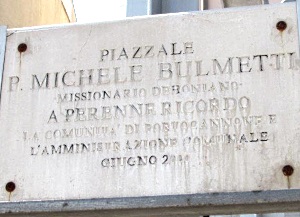 PIAZZALE
P. MICHELE BULMETTI
MISSIONARIO DEHONIANO
A PERENNE RICORDO
LA COMUNITÀ DI PORTOCANNONE E
L'AMMINISTRAZIONE COMUNALE
GIUGNO